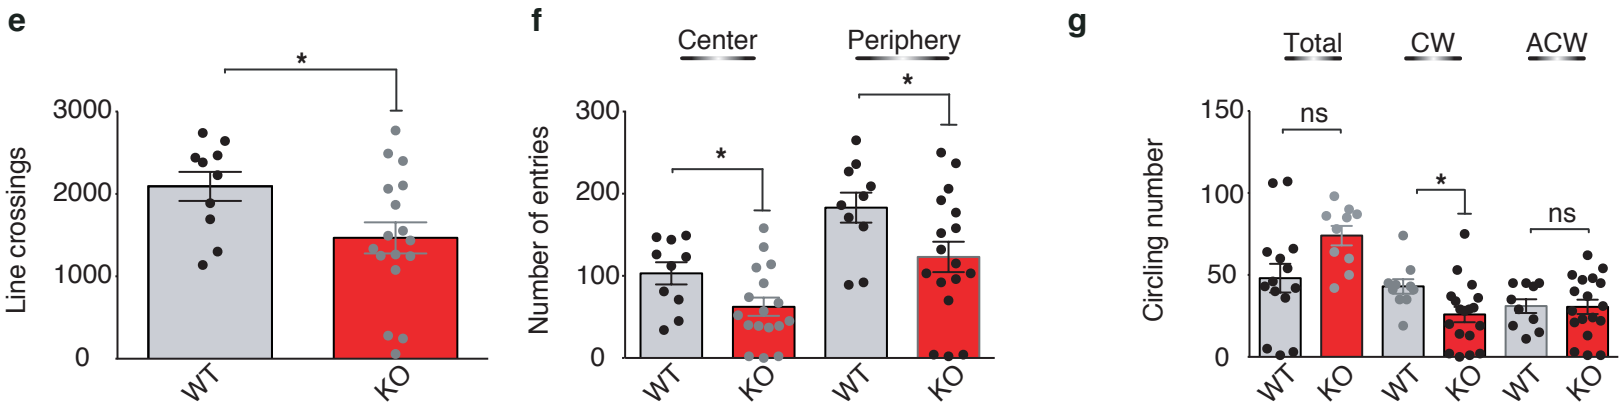 e
*
Line crossings
3000
2000
1000
0
WT
KO
f
Center
Periphery
*
*
Number of entries
300
200
100
0
WT
KO
WT
KO
g
Total
CW
ACW
ns
*
ns
Circling number
150
100
50
0
WT
KO
WT
KO
WT
KO